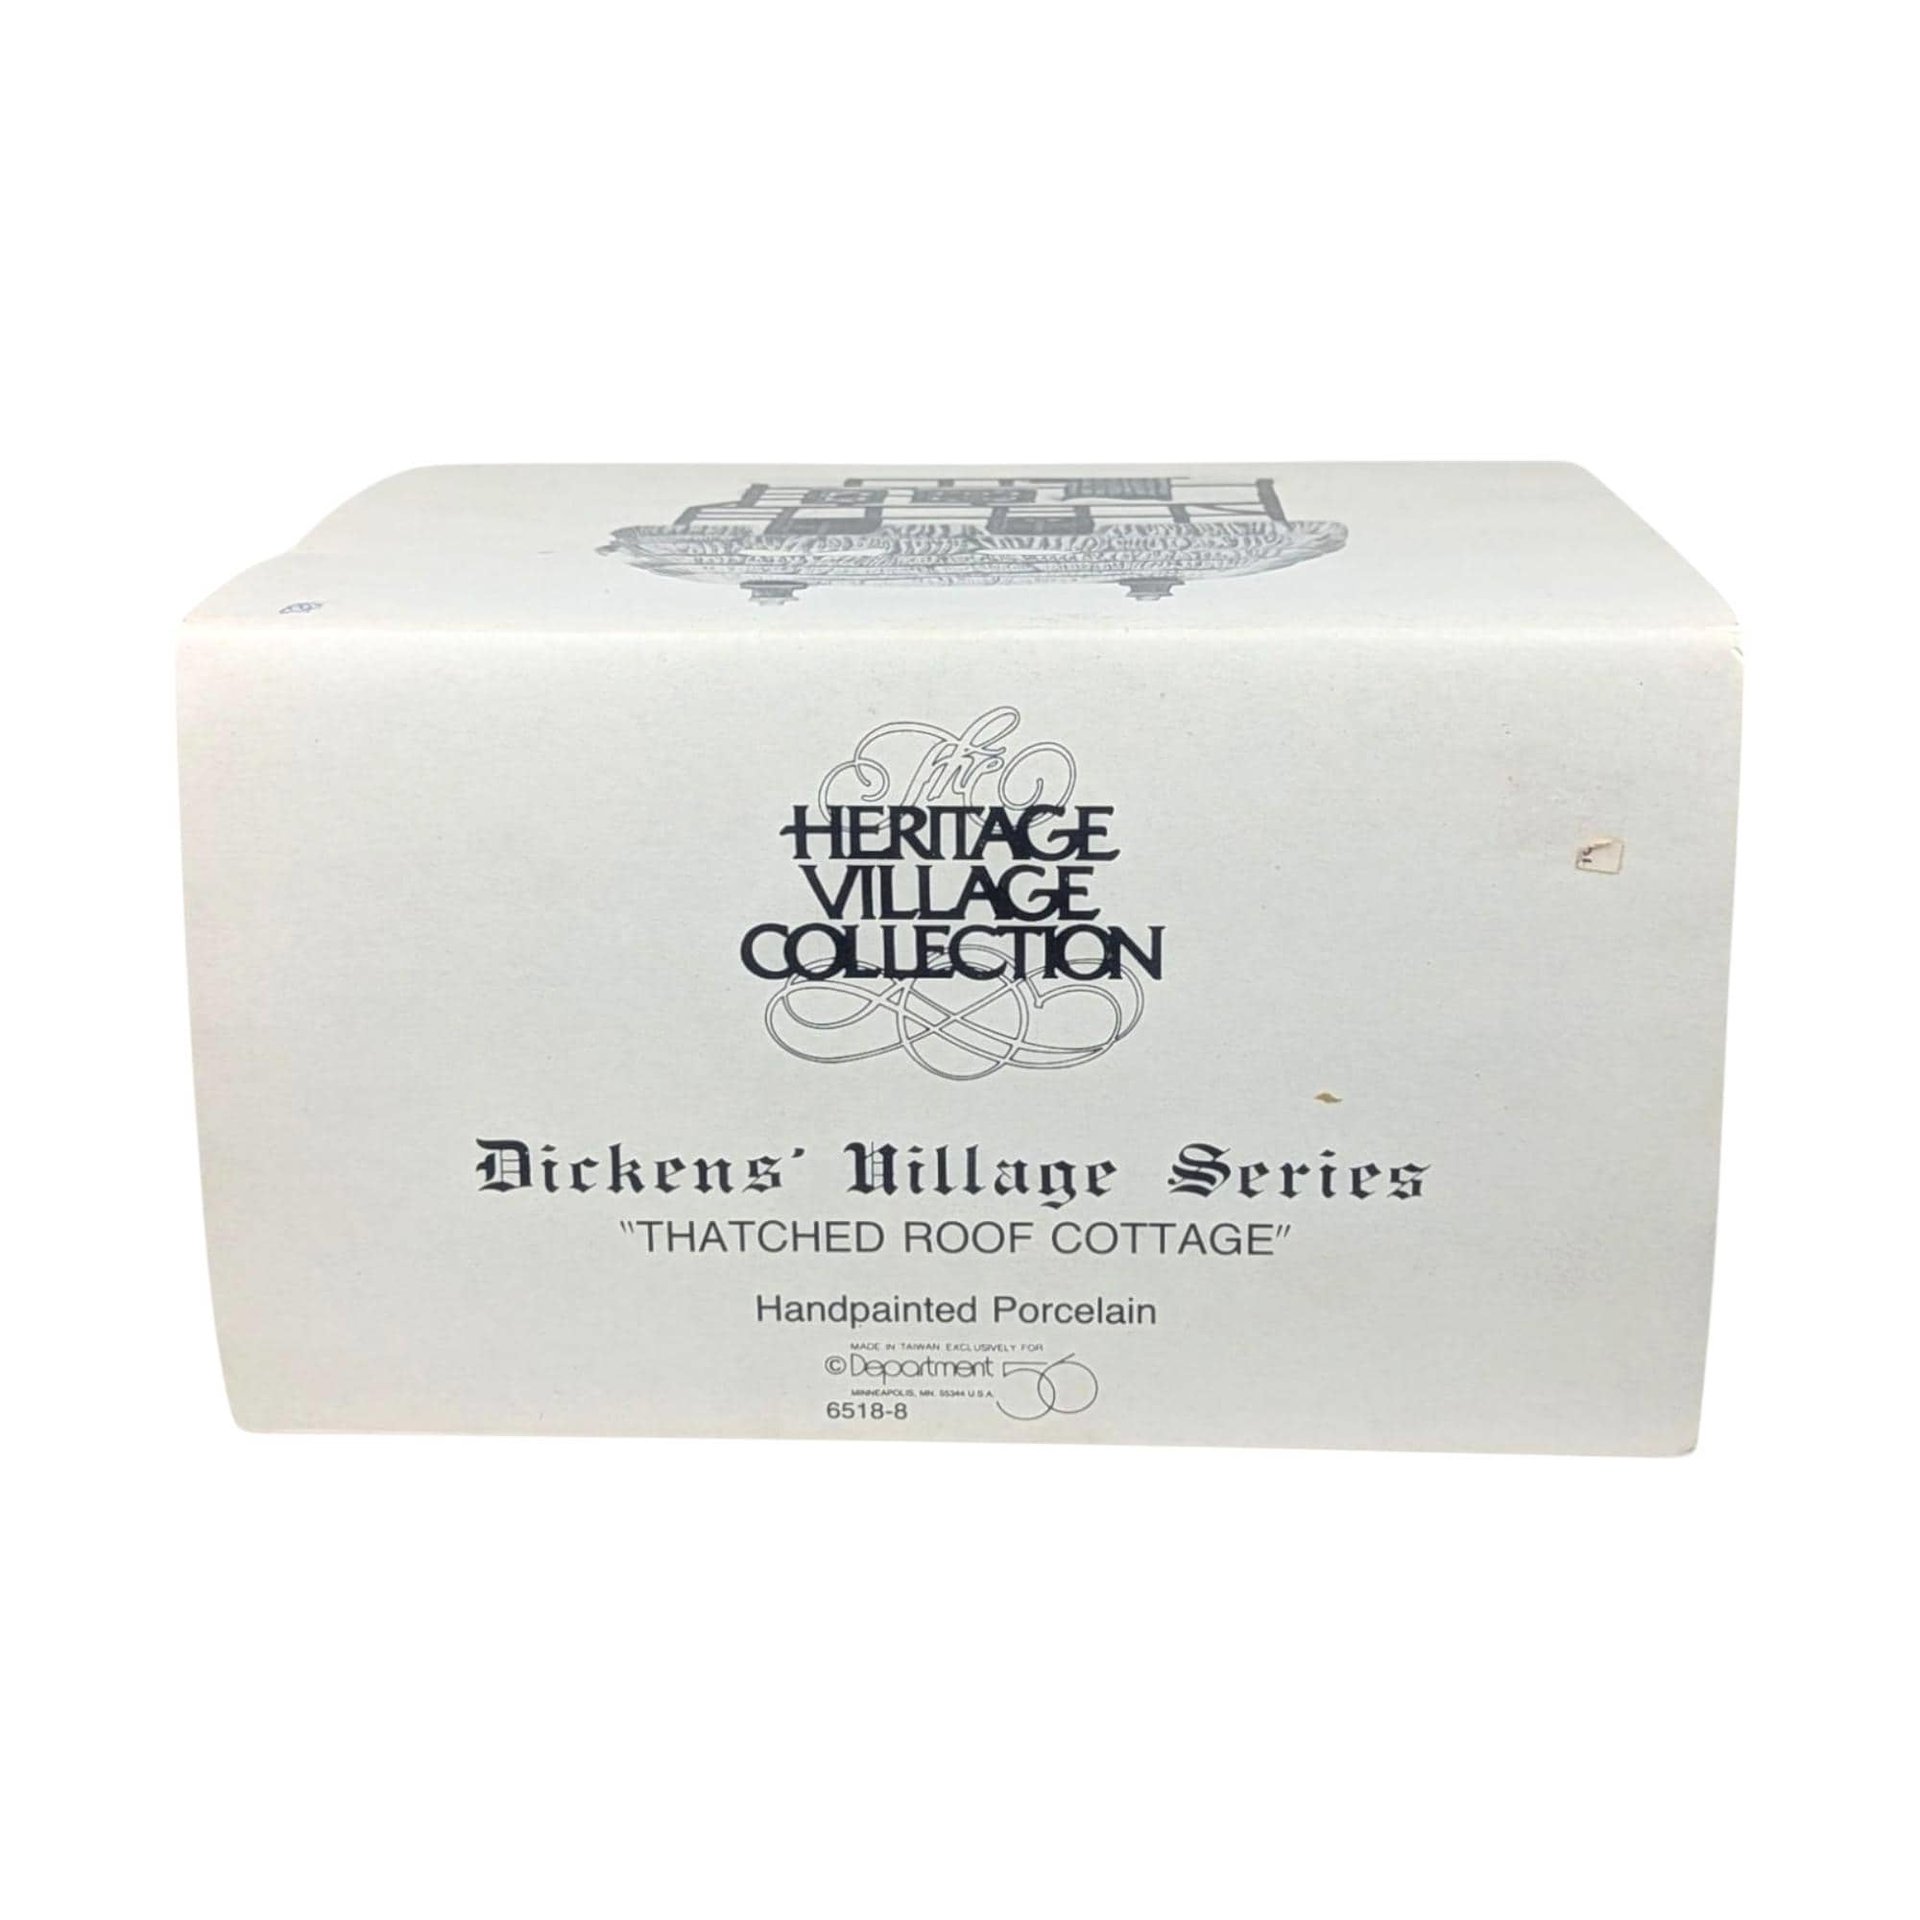 The
HERITAGE
VILLAGE
COLLECTION
Dickens' Village Series
"THATCHED ROOF COTTAGE"
Handpainted Porcelain
MADE IN TAIWAN EXCLUSIVELY FOR
© Department 56
MINNEAPOLIS, MN. 55344 U.S.A.
6518-8